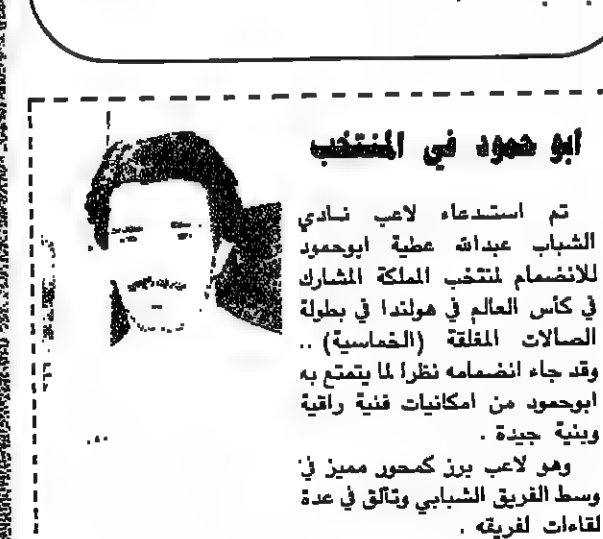 ابو حمود في المنتخب
تم استدعاء لاعب نادي
الشباب عبدالله عطية ابوحمود
للانضمام لمنتخب المملكة المشارك
في كأس العالم في هولندا في بطولة
الصالات المغلقة (الخماسية) ..
وقد جاء انضمامه نظرا لما يتمتع به
ابوحمود من امكانيات فنية راقية
وبنية جيدة .
وهو لاعب برز كمحور مميز في
وسط الفريق الشبابي وتألق في عدة
لقاءات لفريقه .